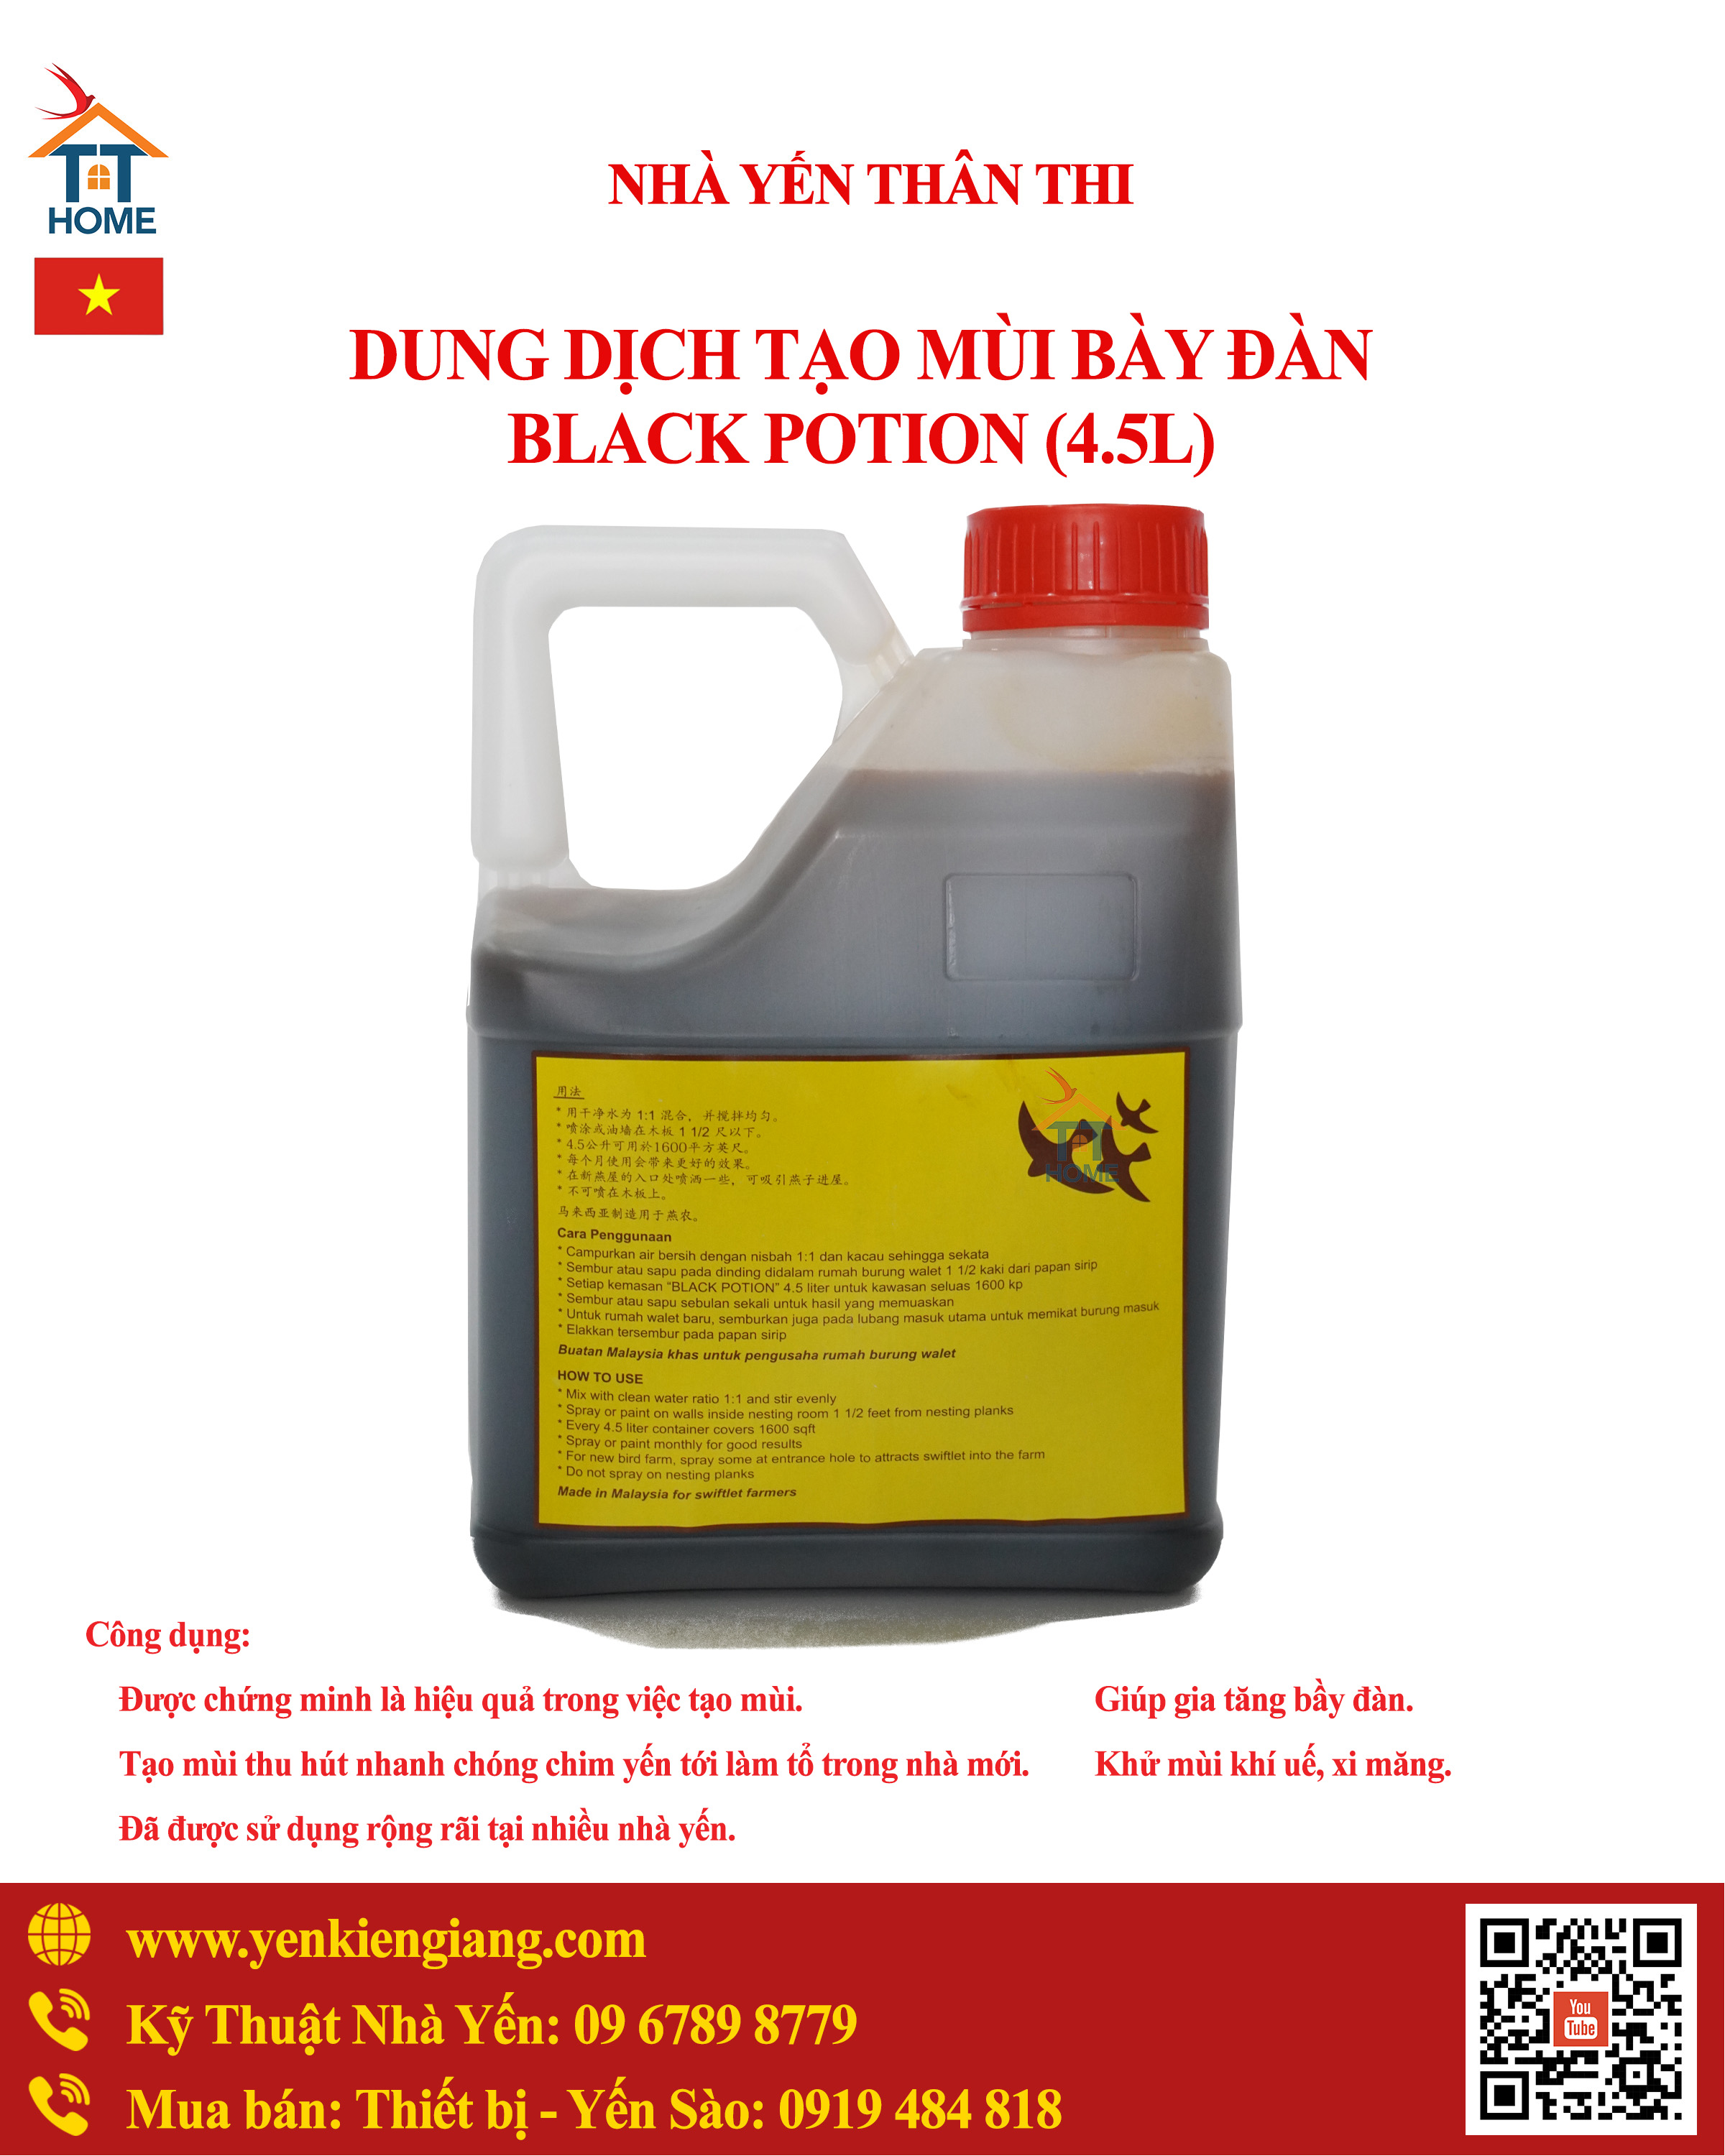 TT
HOME
NHÀ YẾN THÂN THI
DUNG DỊCH TẠO MÙI BÀY ĐÀN
BLACK POTION (4.5L)
用法
* 用干净水为 1:1 混合，并搅拌均匀。
* 喷涂或油墙在木板 1 1/2 尺以下。
* 4.5公升可用於1600平方英尺。
* 每个月使用会带来更好的效果。
* 在新燕屋的入口处喷洒一些，可吸引燕子进屋。
* 不可喷在木板上。
马来西亚制造用于燕农。
TT
HOME
Cara Penggunaan
* Campurkan air bersih dengan nisbah 1:1 dan kacau sehingga sekata
* Sembur atau sapu pada dinding didalam rumah burung walet 1 1/2 kaki dari papan sirip
* Setiap kemasan "BLACK POTION" 4.5 liter untuk kawasan seluas 1600 kp
* Sembur atau sapu sebulan sekali untuk hasil yang memuaskan
* Untuk rumah walet baru, semburkan juga pada lubang masuk utama untuk memikat burung masuk
* Elakkan tersembur pada papan sirip
Buatan Malaysia khas untuk pengusaha rumah burung walet
HOW TO USE
* Mix with clean water ratio 1:1 and stir evenly
* Spray or paint on walls inside nesting room 1 1/2 feet from nesting planks
* Every 4.5 liter container covers 1600 sqft
* Spray or paint monthly for good results
* For new bird farm, spray some at entrance hole to attracts swiftlet into the farm
* Do not spray on nesting planks
Made in Malaysia for swiftlet farmers
Công dụng:
Được chứng minh là hiệu quả trong việc tạo mùi.
Giúp gia tăng bầy đàn.
Tạo mùi thu hút nhanh chóng chim yến tới làm tổ trong nhà mới.
Khử mùi khí uế, xi măng.
Đã được sử dụng rộng rãi tại nhiều nhà yến.
www.yenkiengiang.com
Kỹ Thuật Nhà Yến: 09 6789 8779
Mua bán: Thiết bị - Yến Sào: 0919 484 818
You
Tube